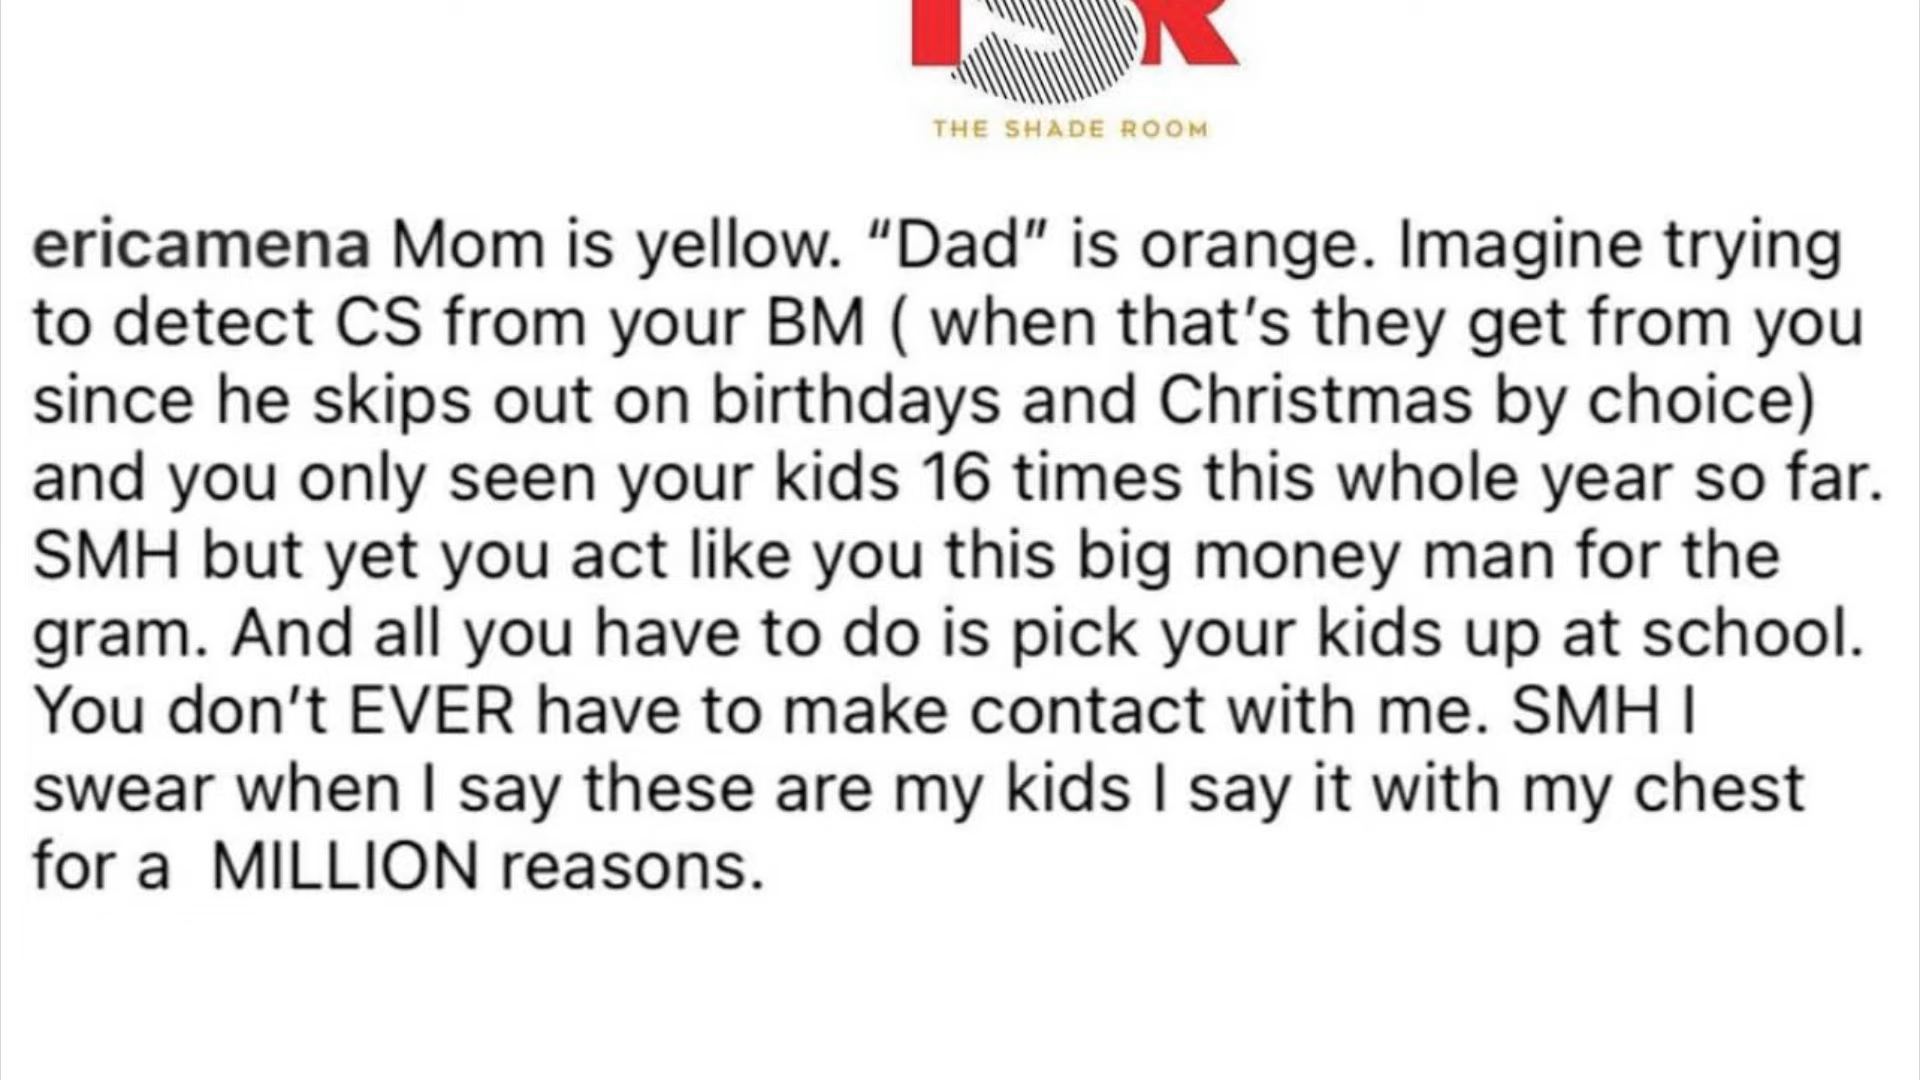 TSR
THE SHADE ROOM
ericamena Mom is yellow. “Dad” is orange. Imagine trying
to detect CS from your BM ( when that’s they get from you
since he skips out on birthdays and Christmas by choice)
and you only seen your kids 16 times this whole year so far.
SMH but yet you act like you this big money man for the
gram. And all you have to do is pick your kids up at school.
You don’t EVER have to make contact with me. SMH I
swear when I say these are my kids I say it with my chest
for a  MILLION reasons.